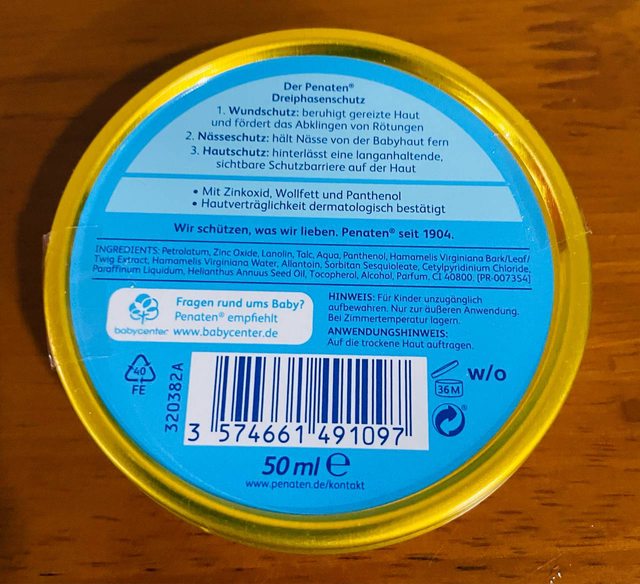 Der Penaten®
Dreiphasenschutz
1. Wundschutz: beruhigt gereizte Haut
und fördert das Abklingen von Rötungen
2. Nässeschutz: hält Nässe von der Babyhaut fern
3. Hautschutz: hinterlässt eine langanhaltende,
sichtbare Schutzbarriere auf der Haut
• Mit Zinkoxid, Wollfett und Panthenol
• Hautverträglichkeit dermatologisch bestätigt
Wir schützen, was wir lieben. Penaten® seit 1904.
INGREDIENTS: Petrolatum, Zinc Oxide, Lanolin, Talc, Aqua, Panthenol, Hamamelis Virginiana Bark/Leaf/
Twig Extract, Hamamelis Virginiana Water, Allantoin, Sorbitan Sesquioleate, Cetylpyridinium Chloride,
Paraffinum Liquidum, Helianthus Annuus Seed Oil, Tocopherol, Alcohol, Parfum, CI 40800. [PR-007354]
Fragen rund ums Baby?
Penaten® empfiehlt
babycenter www.babycenter.de
HINWEIS: Für Kinder unzugänglich
aufbewahren. Nur zur äußeren Anwendung.
Bei Zimmertemperatur lagern.
ANWENDUNGSHINWEIS:
Auf die trockene Haut auftragen.
40
FE
320382A
3 574661 491097
36M
w/o
®
50 ml ℮
www.penaten.de/kontakt